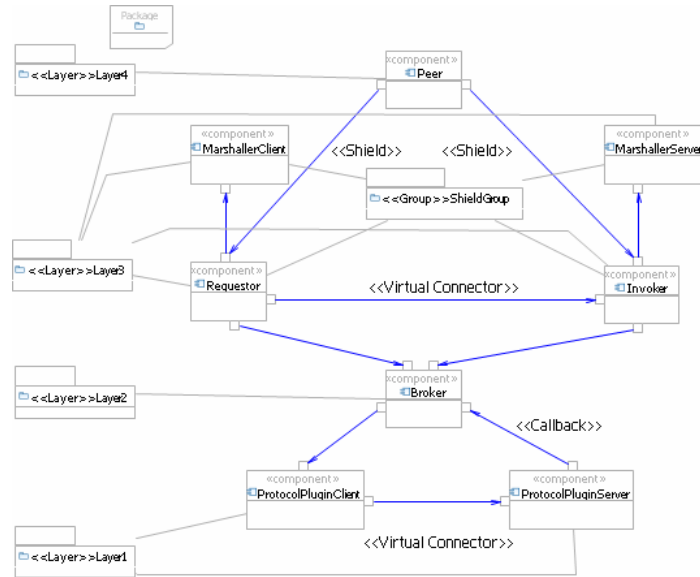 Package
«component»
Peer
<<Layer>>Layer4
«component»
MarshallerClient
<<Shield>>
<<Shield>>
«component»
MarshallerServer
<<Group>>ShieldGroup
<<Layer>>Layer3
«component»
Requestor
<<Virtual Connector>>
«component»
Invoker
<<Layer>>Layer2
«component»
Broker
<<Callback>>
«component»
ProtocolPluginClient
«component»
ProtocolPluginServer
<<Virtual Connector>>
<<Layer>>Layer1